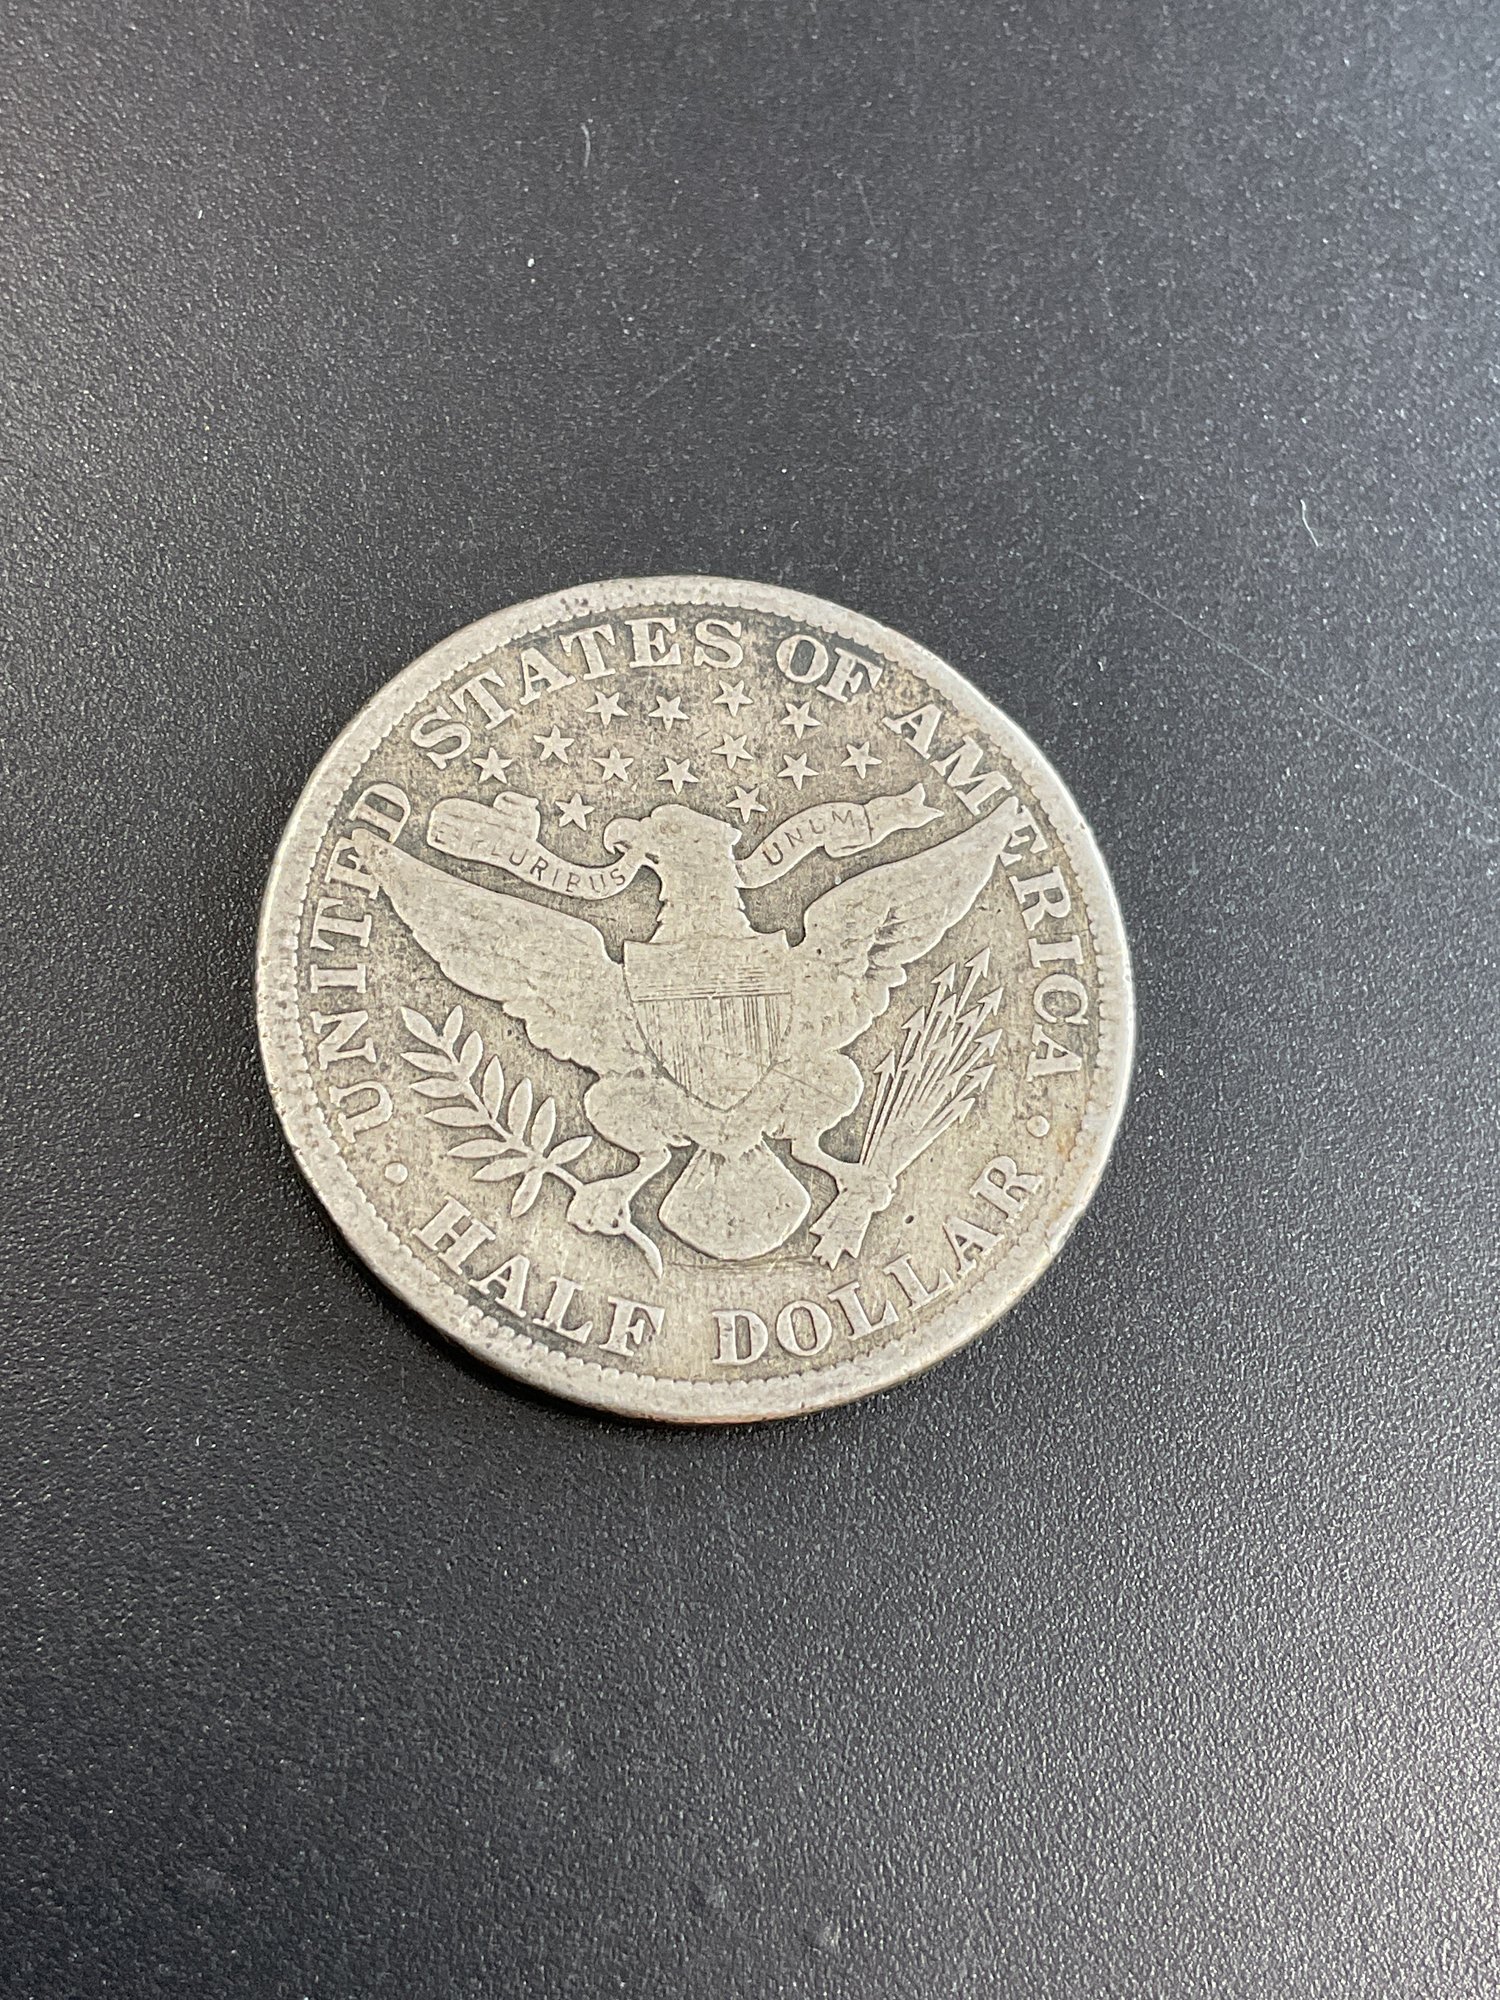 UNITED STATES OF AMERICA
PLURIBUS UNUM
HALF DOLLAR